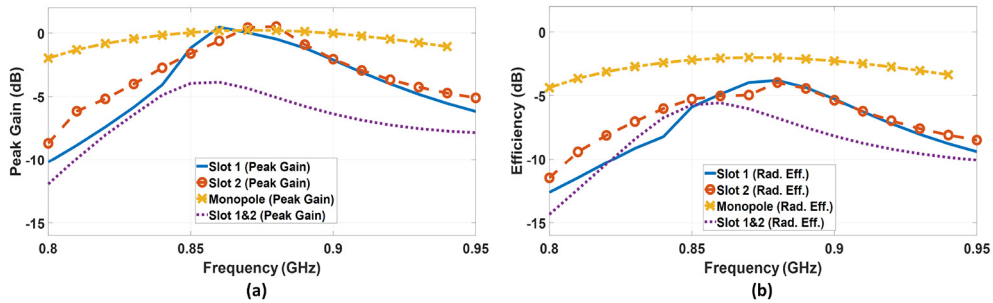 0
-5
-10
-15
Peak Gain (dB)
Slot 1 (Peak Gain)
Slot 2 (Peak Gain)
Monopole (Peak Gain)
Slot 1&2 (Peak Gain)
0.8
0.85
0.9
0.95
Frequency (GHz)
(a)
0
-5
-10
-15
Efficiency (dB)
Slot 1 (Rad. Eff.)
Slot 2 (Rad. Eff.)
Monopole (Rad. Eff.)
Slot 1&2 (Rad. Eff.)
0.8
0.85
0.9
0.95
Frequency (GHz)
(b)